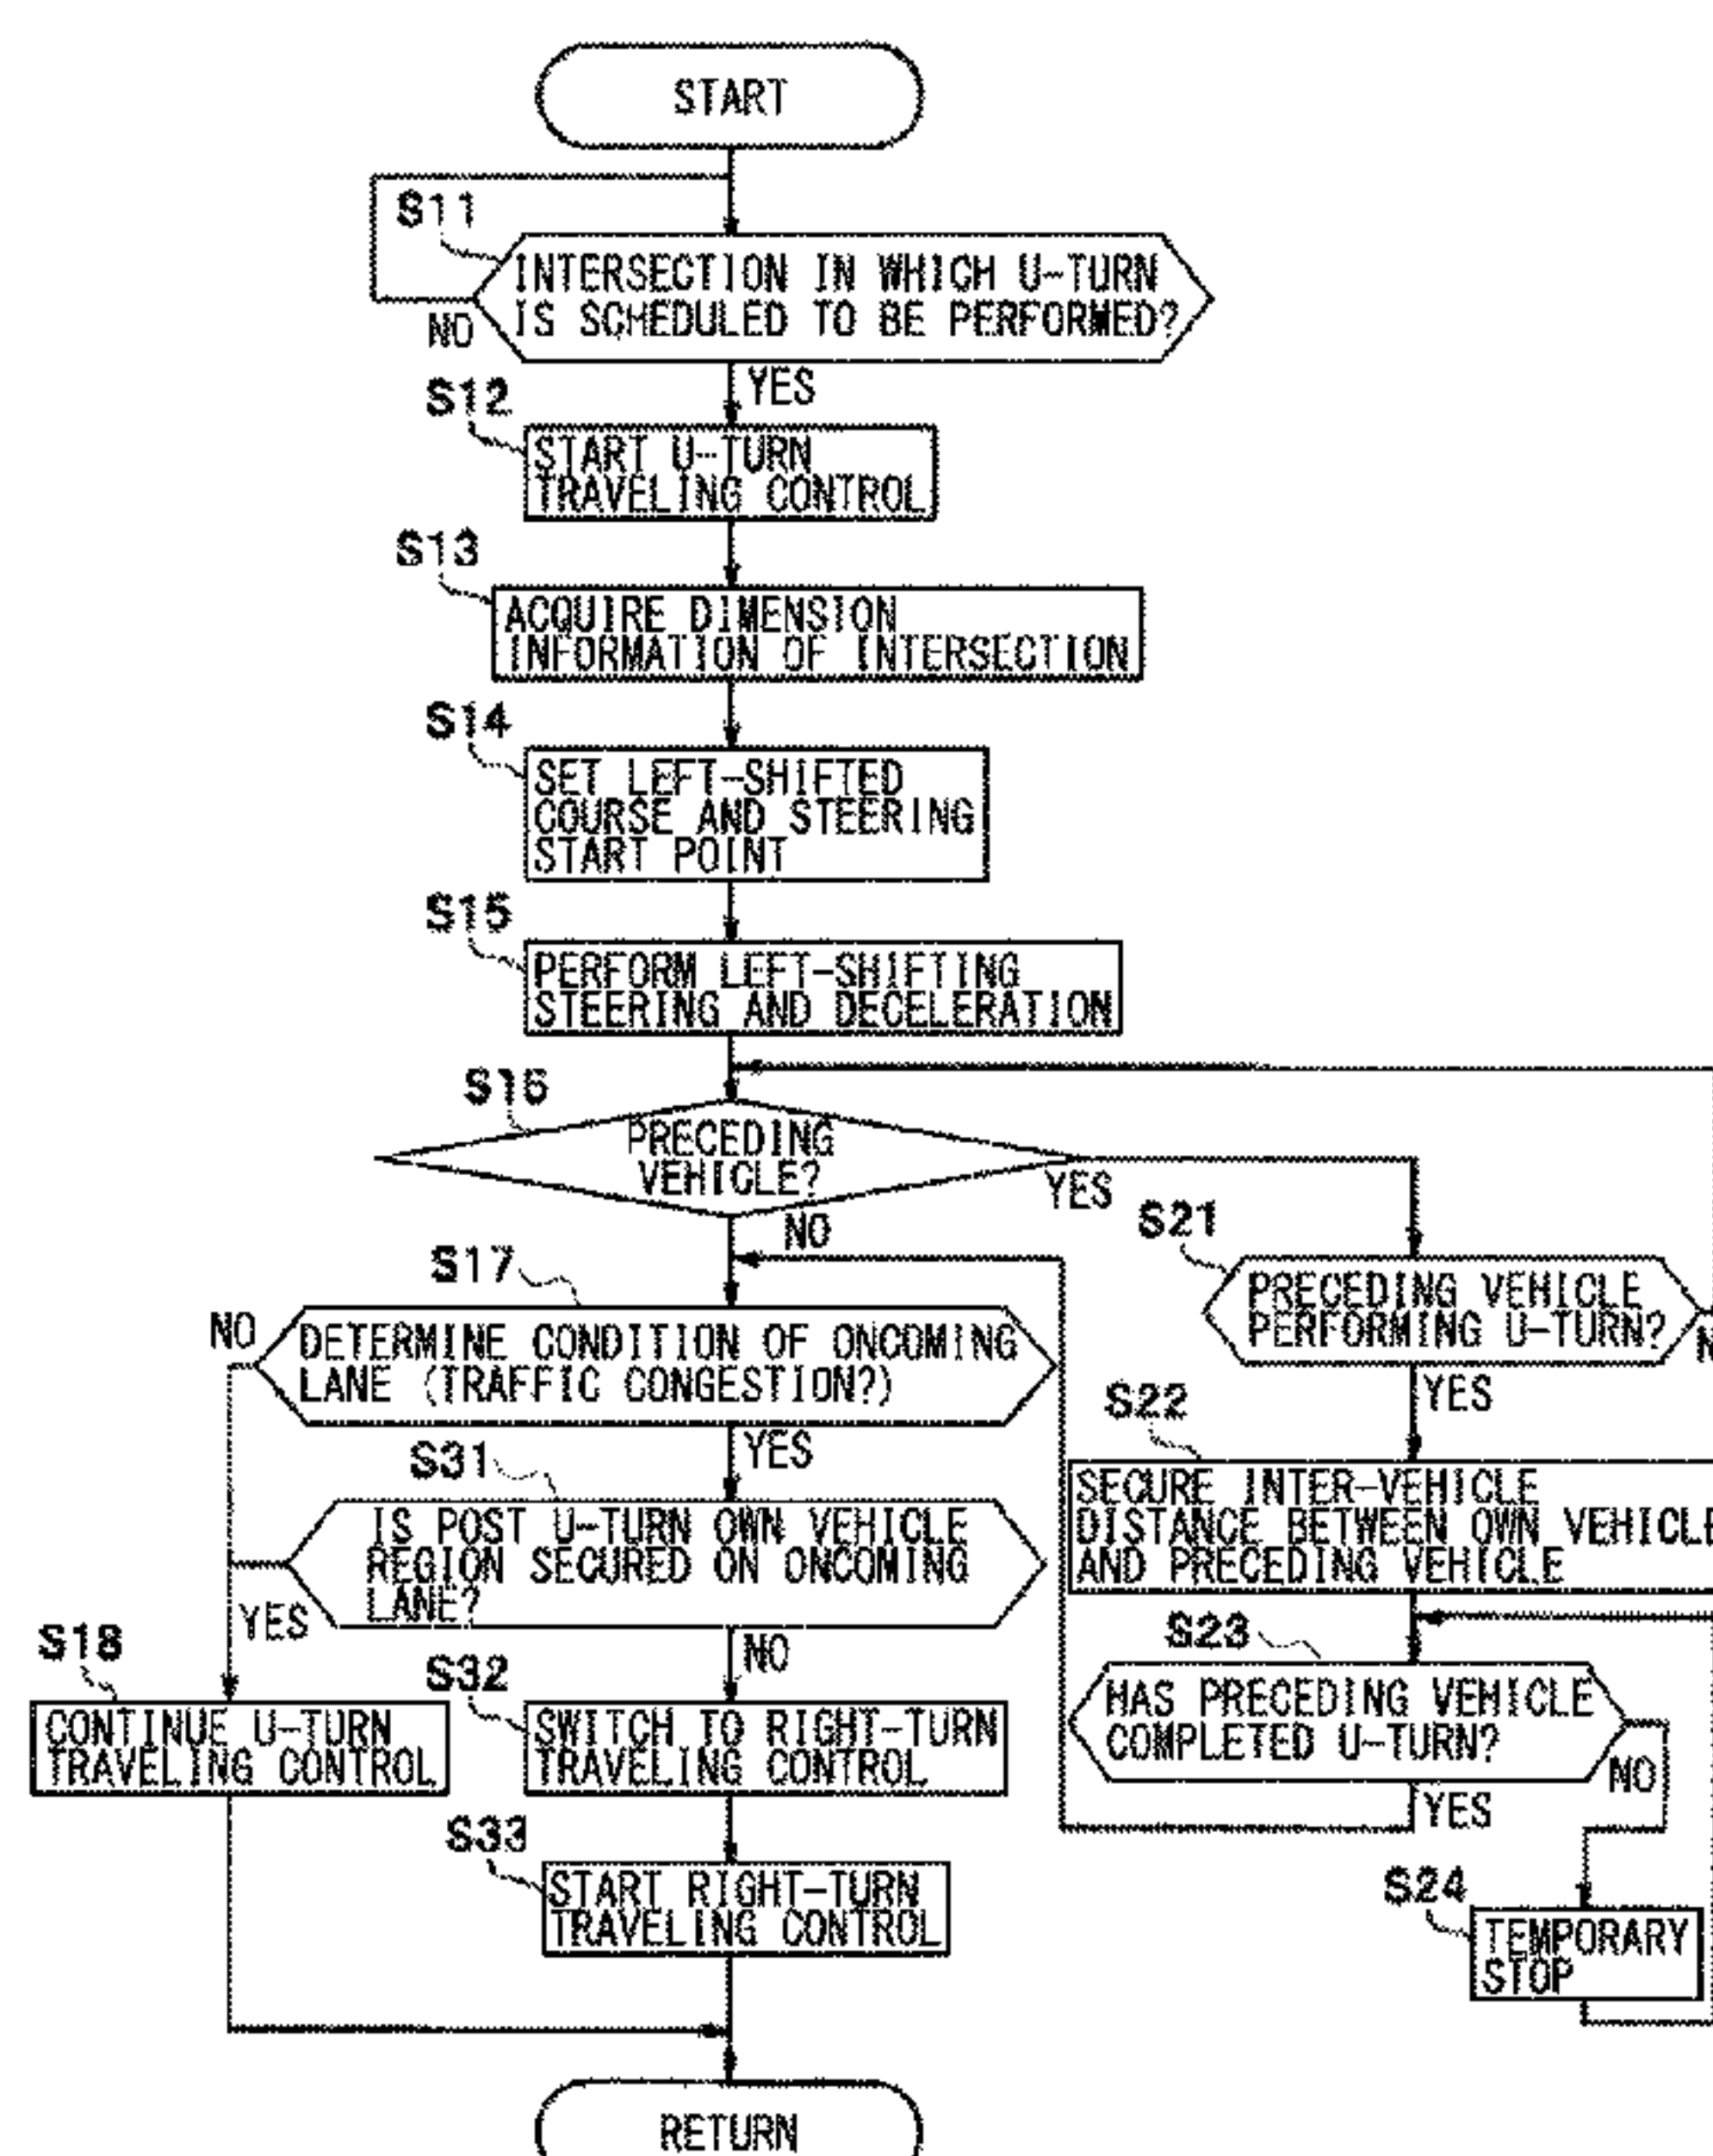 START
S11
INTERSECTION IN WHICH U-TURN
IS SCHEDULED TO BE PERFORMED?
NO
YES
S12
START U-TURN
TRAVELING CONTROL
S13
ACQUIRE DIMENSION
INFORMATION OF INTERSECTION
S14
SET LEFT-SHIFTED
COURSE AND STEERING
START POINT
S15
PERFORM LEFT-SHIFTING
STEERING AND DECELERATION
S16
PRECEDING
VEHICLE?
YES
NO
S17
NO
DETERMINE CONDITION OF ONCOMING
LANE (TRAFFIC CONGESTION?)
YES
S31
IS POST U-TURN OWN VEHICLE
REGION SECURED ON ONCOMING
LANE?
YES
NO
S18
CONTINUE U-TURN
TRAVELING CONTROL
S32
SWITCH TO RIGHT-TURN
TRAVELING CONTROL
S33
START RIGHT-TURN
TRAVELING CONTROL
S21
PRECEDING VEHICLE
PERFORMING U-TURN?
N
YES
S22
SECURE INTER-VEHICLE
DISTANCE BETWEEN OWN VEHICLE
AND PRECEDING VEHICLE
S23
HAS PRECEDING VEHICLE
COMPLETED U-TURN?
NO
YES
S24
TEMPORARY
STOP
RETURN